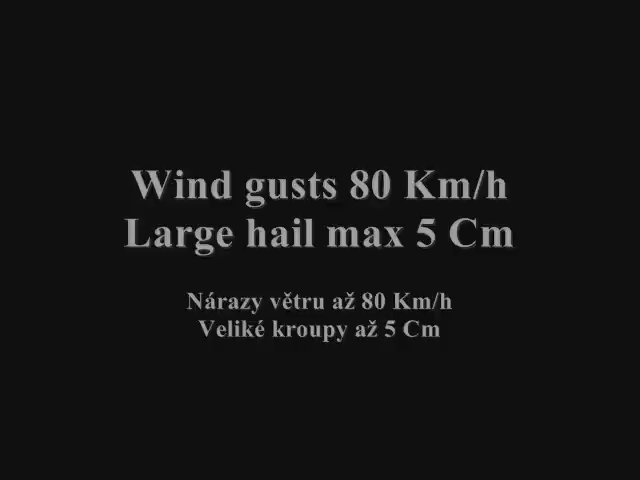 Wind gusts 80 Km/h
Large hail max 5 Cm
Nárazy větru až 80 Km/h
Veliké kroupy až 5 Cm